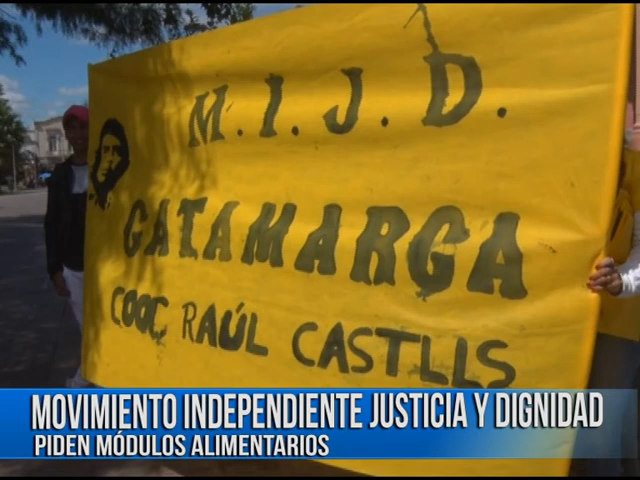 M.I.J.D.
CATAMARCA
COOC RAÚL CASTLLS
MOVIMIENTO INDEPENDIENTE JUSTICIA Y DIGNIDAD
PIDEN MÓDULOS ALIMENTARIOS